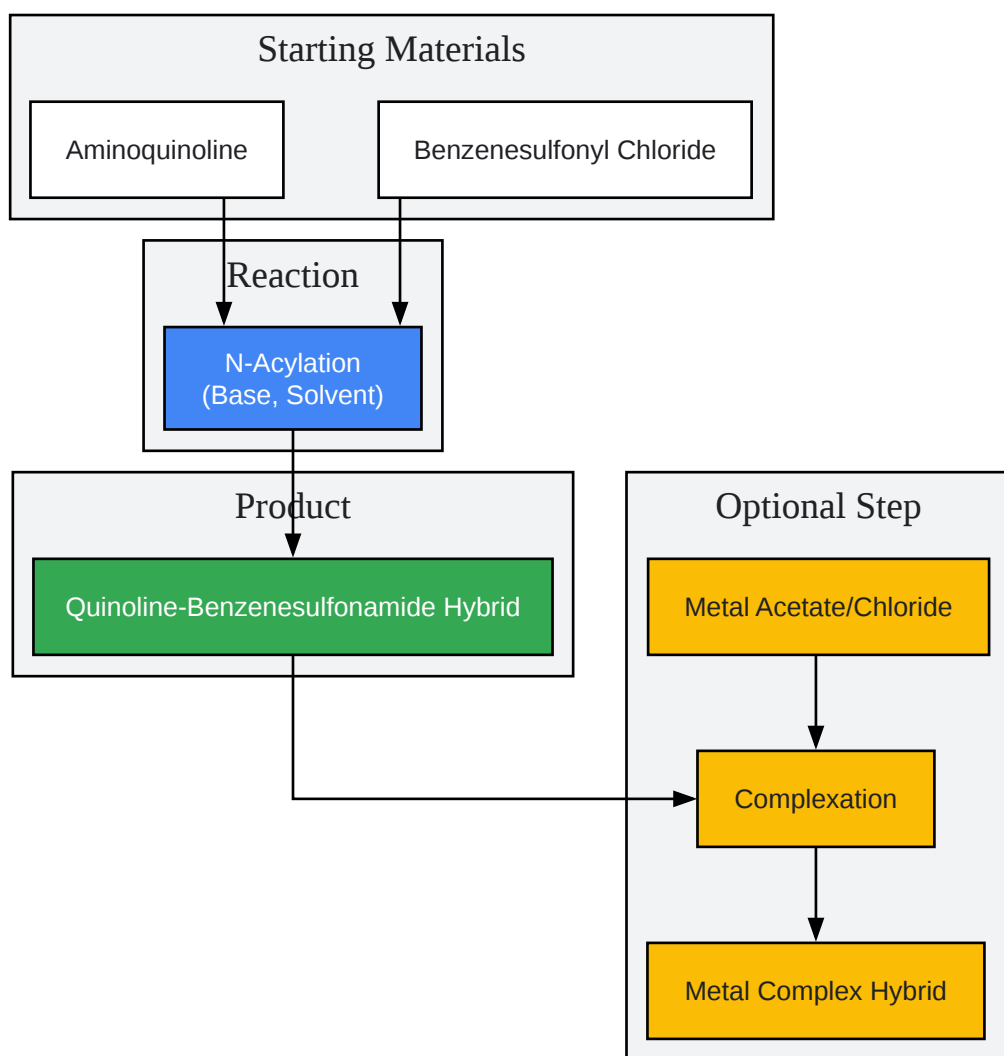 Starting Materials
Aminoquinoline
Benzenesulfonyl Chloride
Reaction
N-Acylation
(Base, Solvent)
Product
Quinoline-Benzenesulfonamide Hybrid
Optional Step
Metal Acetate/Chloride
Complexation
Metal Complex Hybrid